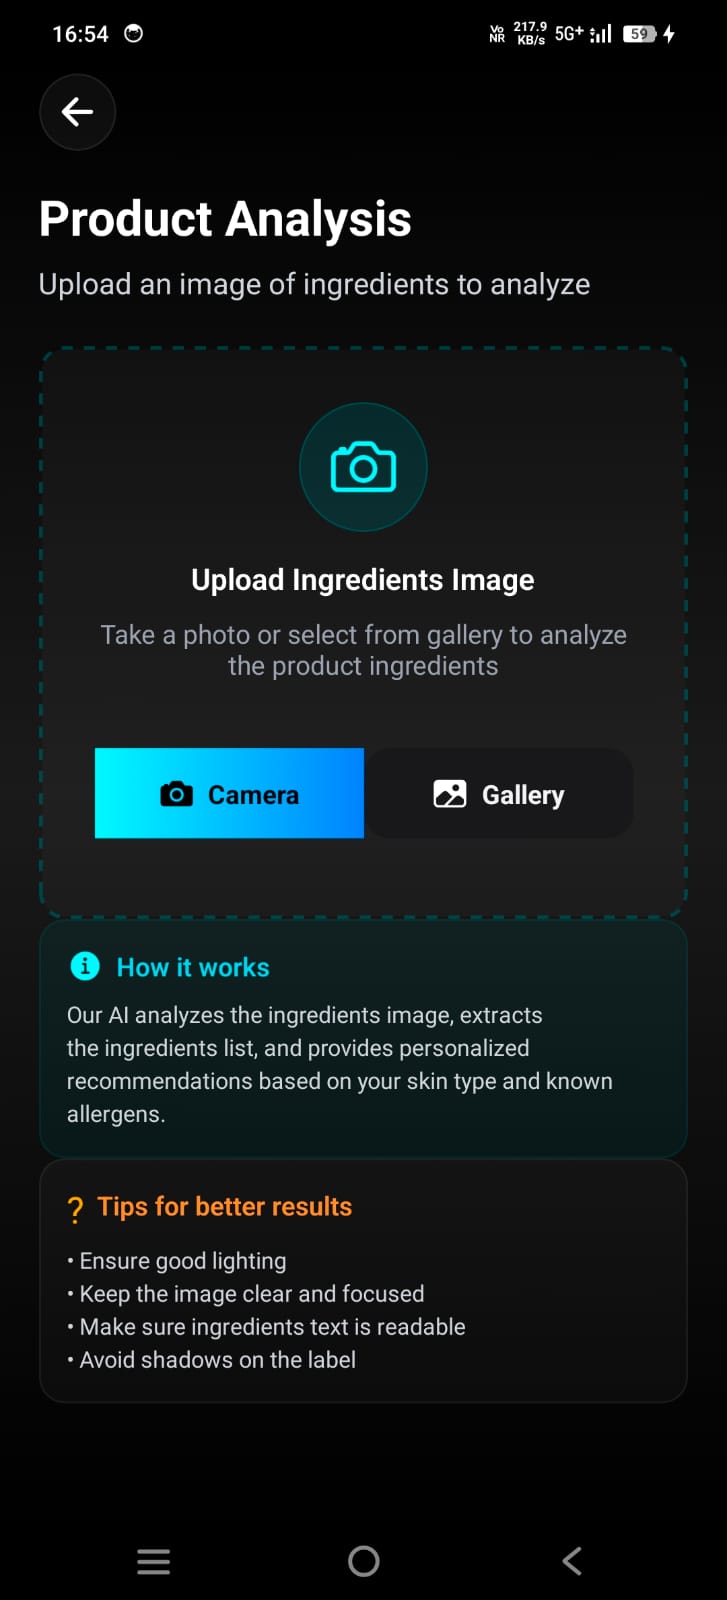 16:54
Vo
NR
217.9
KB/s
5G+
59
Product Analysis
Upload an image of ingredients to analyze
Upload Ingredients Image
Take a photo or select from gallery to analyze
the product ingredients
Camera
Gallery
How it works
Our AI analyzes the ingredients image, extracts
the ingredients list, and provides personalized
recommendations based on your skin type and known
allergens.
? Tips for better results
• Ensure good lighting
• Keep the image clear and focused
• Make sure ingredients text is readable
• Avoid shadows on the label